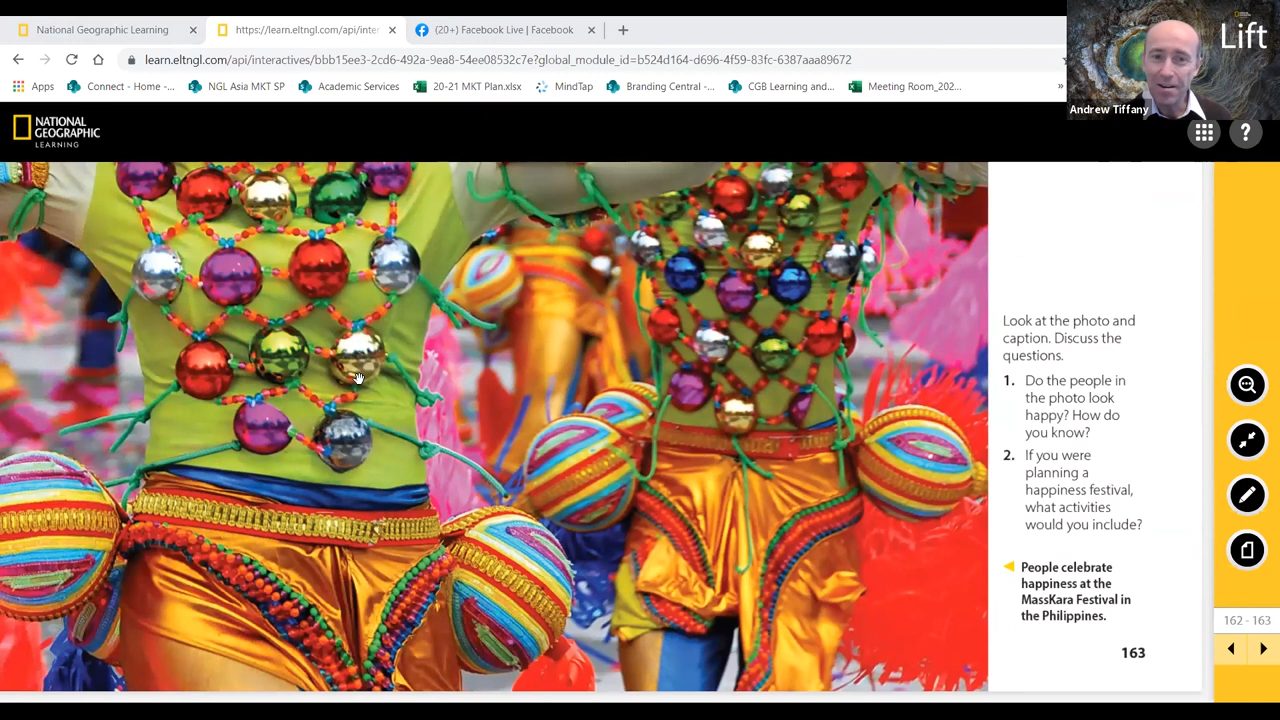 National Geographic Learning
https://learn.eltngl.com/api/inter
(20+) Facebook Live | Facebook
Lift
learn.eltngl.com/api/interactives/bbb15ee3-2cd6-492a-9ea8-54ee08532c1e?global_module_id=b524d164-d696-4f59-83fc-6387aaa89672
Apps
Connect - Home -...
NGL Asia MKT SP
Academic Services
20-21 MKT Plan.xlsx
MindTap
Branding Central -...
CGB Learning and...
Meeting Room_202...
»
Andrew Tiffany
NATIONAL
GEOGRAPHIC
LEARNING
?
Look at the photo and
caption. Discuss the
questions.
1. Do the people in
the photo look
happy? How do
you know?
2. If you were
planning a
happiness festival,
what activities
would you include?
People celebrate
happiness at the
MassKara Festival in
the Philippines.
162 - 163
163